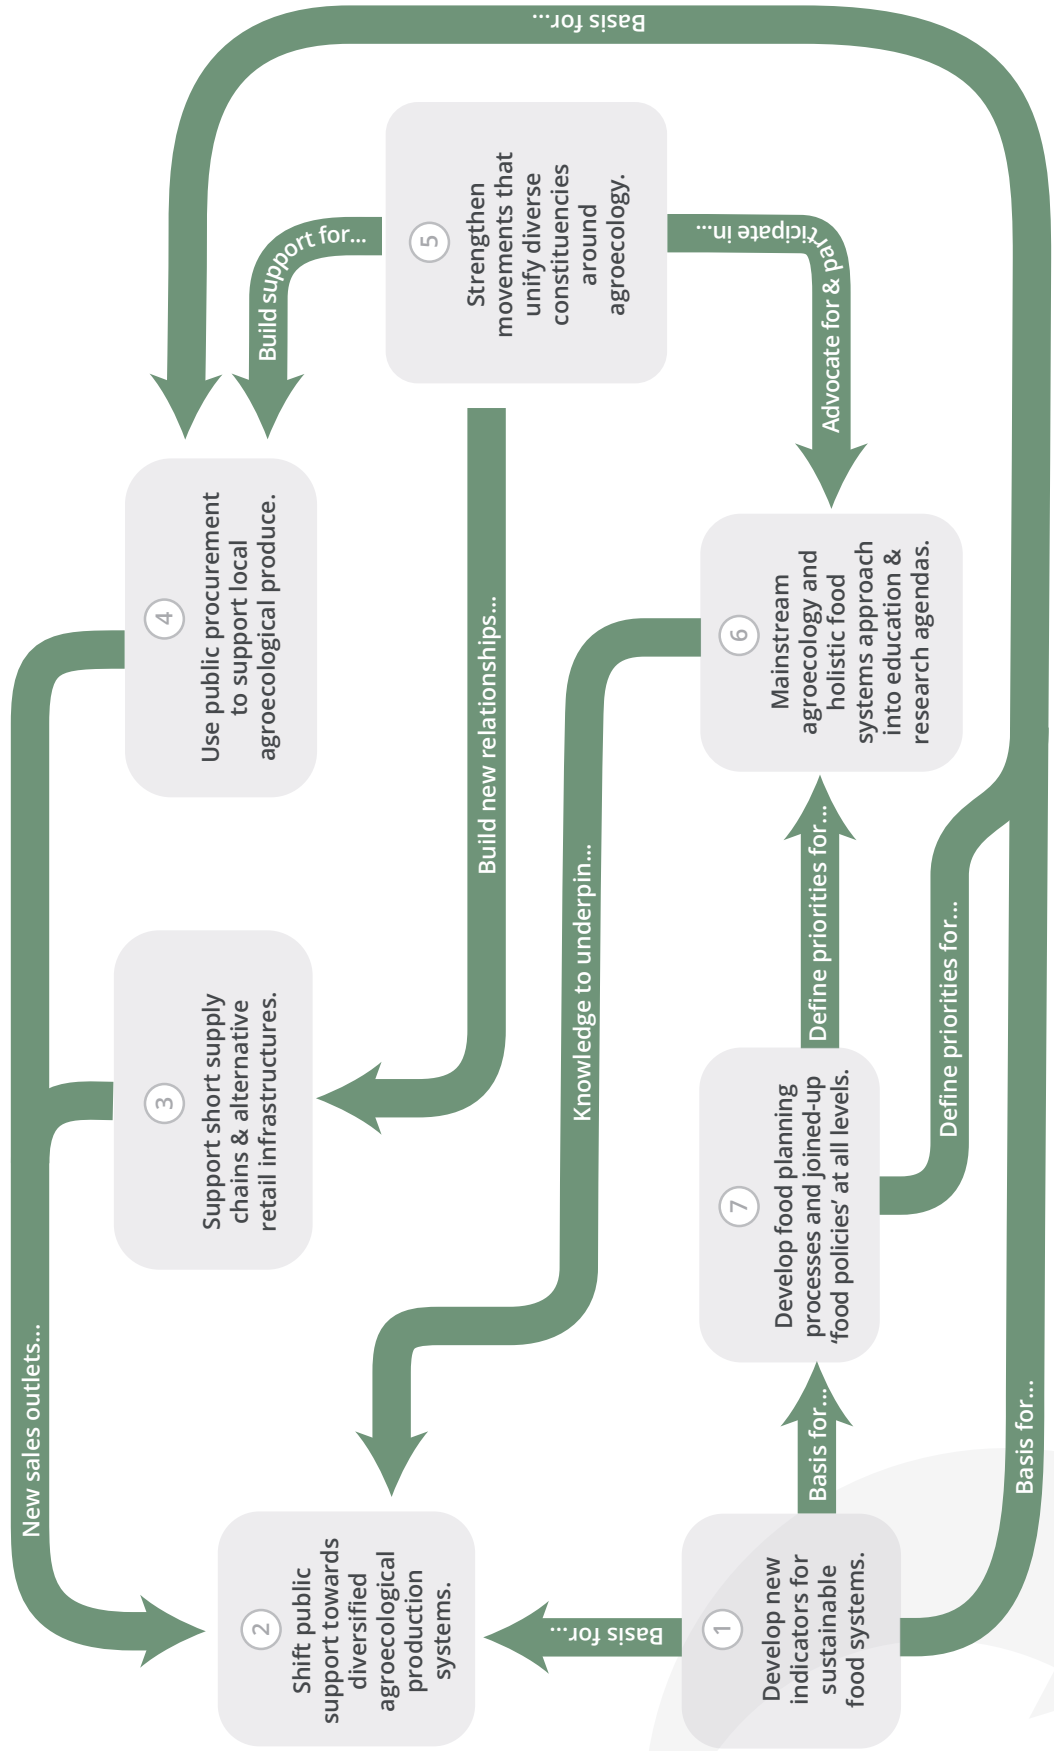 New sales outlets...
2
Shift public
support towards
diversified
agroecological
production
systems.
3
Support short supply
chains & alternative
retail infrastructures.
4
Use public procurement
to support local
agroecological produce.
Build support for...
Basis for...
Build new relationships...
5
Strengthen
movements that
unify diverse
constituencies
around
agroecology.
Knowledge to underpin...
Basis for...
1
Develop new
indicators for
sustainable
food systems.
Basis for...
7
Develop food planning
processes and joined-up
‘food policies’ at all levels.
Define priorities for...
6
Mainstream
agroecology and
holistic food
systems approach
into education &
research agendas.
Advocate for & participate in...
Define priorities for...
Basis for...